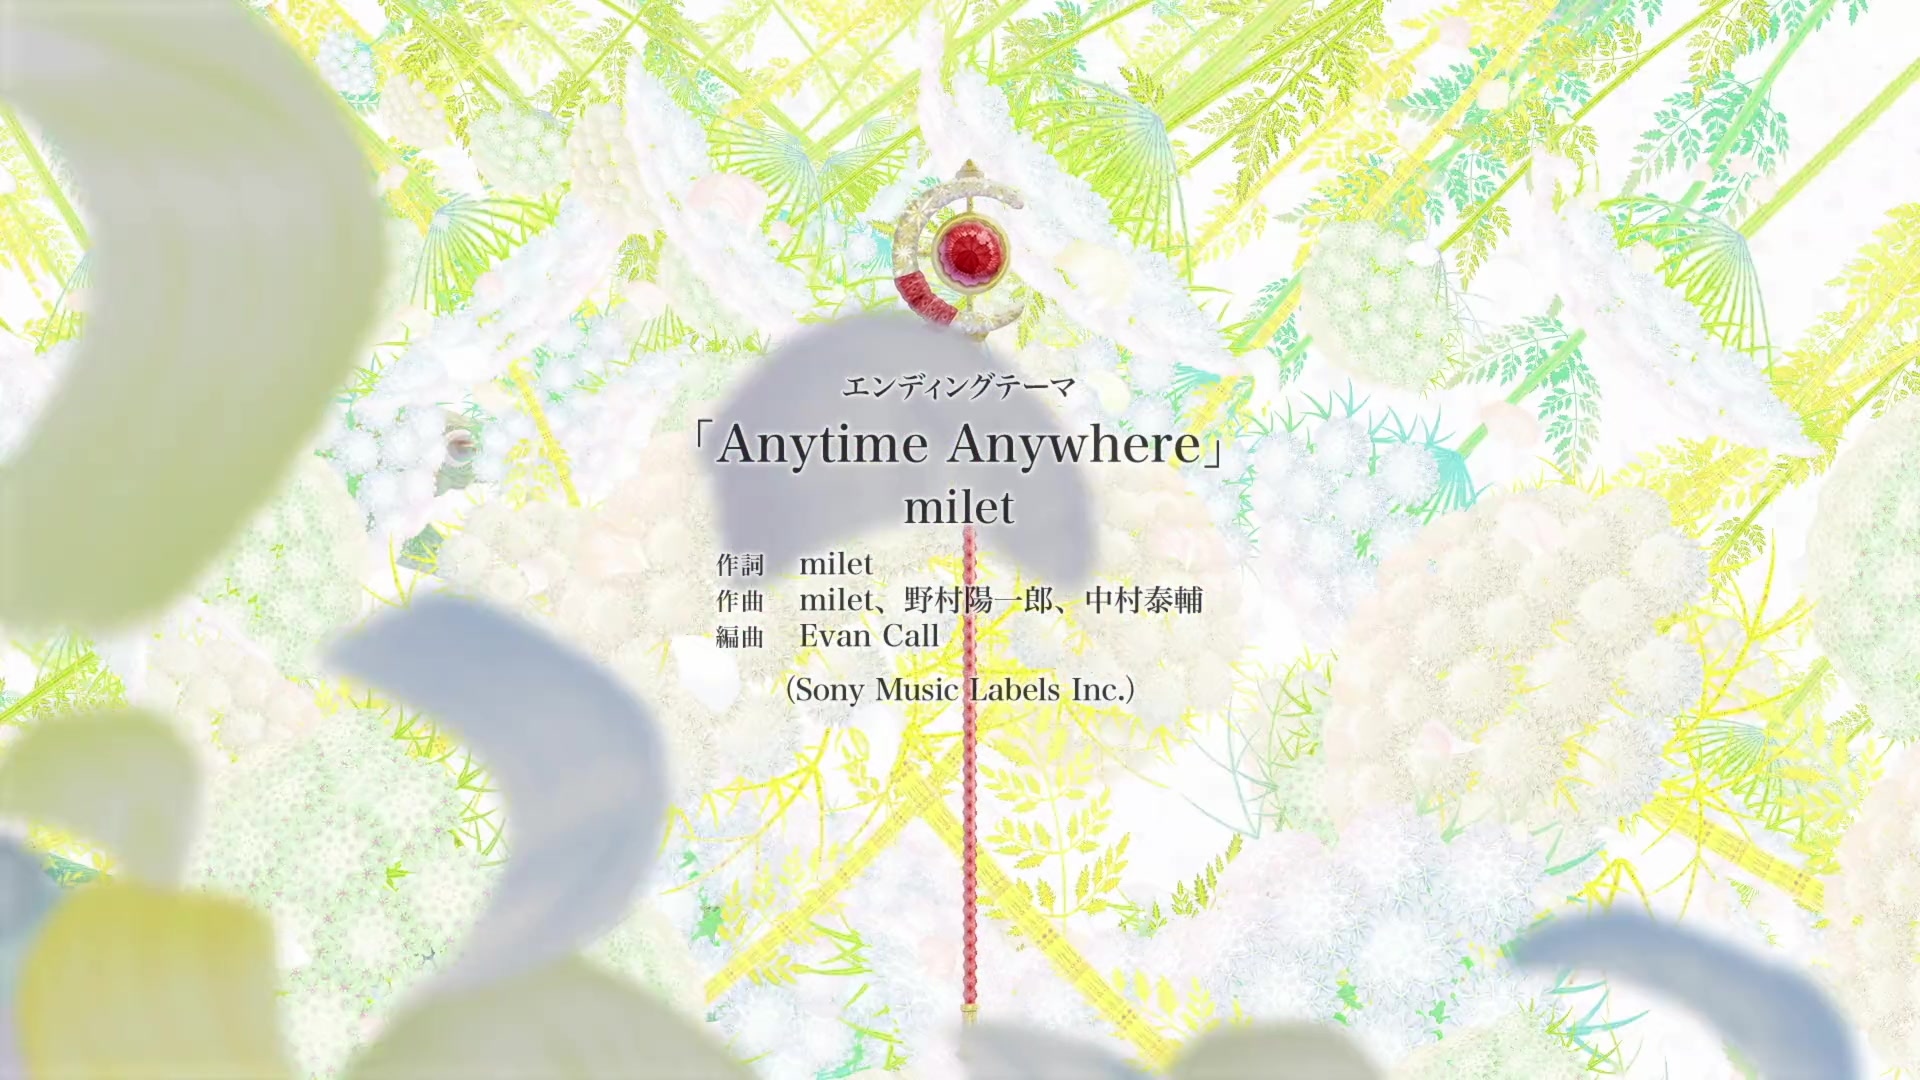 エンディングテーマ
「Anytime Anywhere」
milet
作詞 milet
作曲 milet、野村陽一郎、中村泰輔
編曲 Evan Call
(Sony Music Labels Inc.)